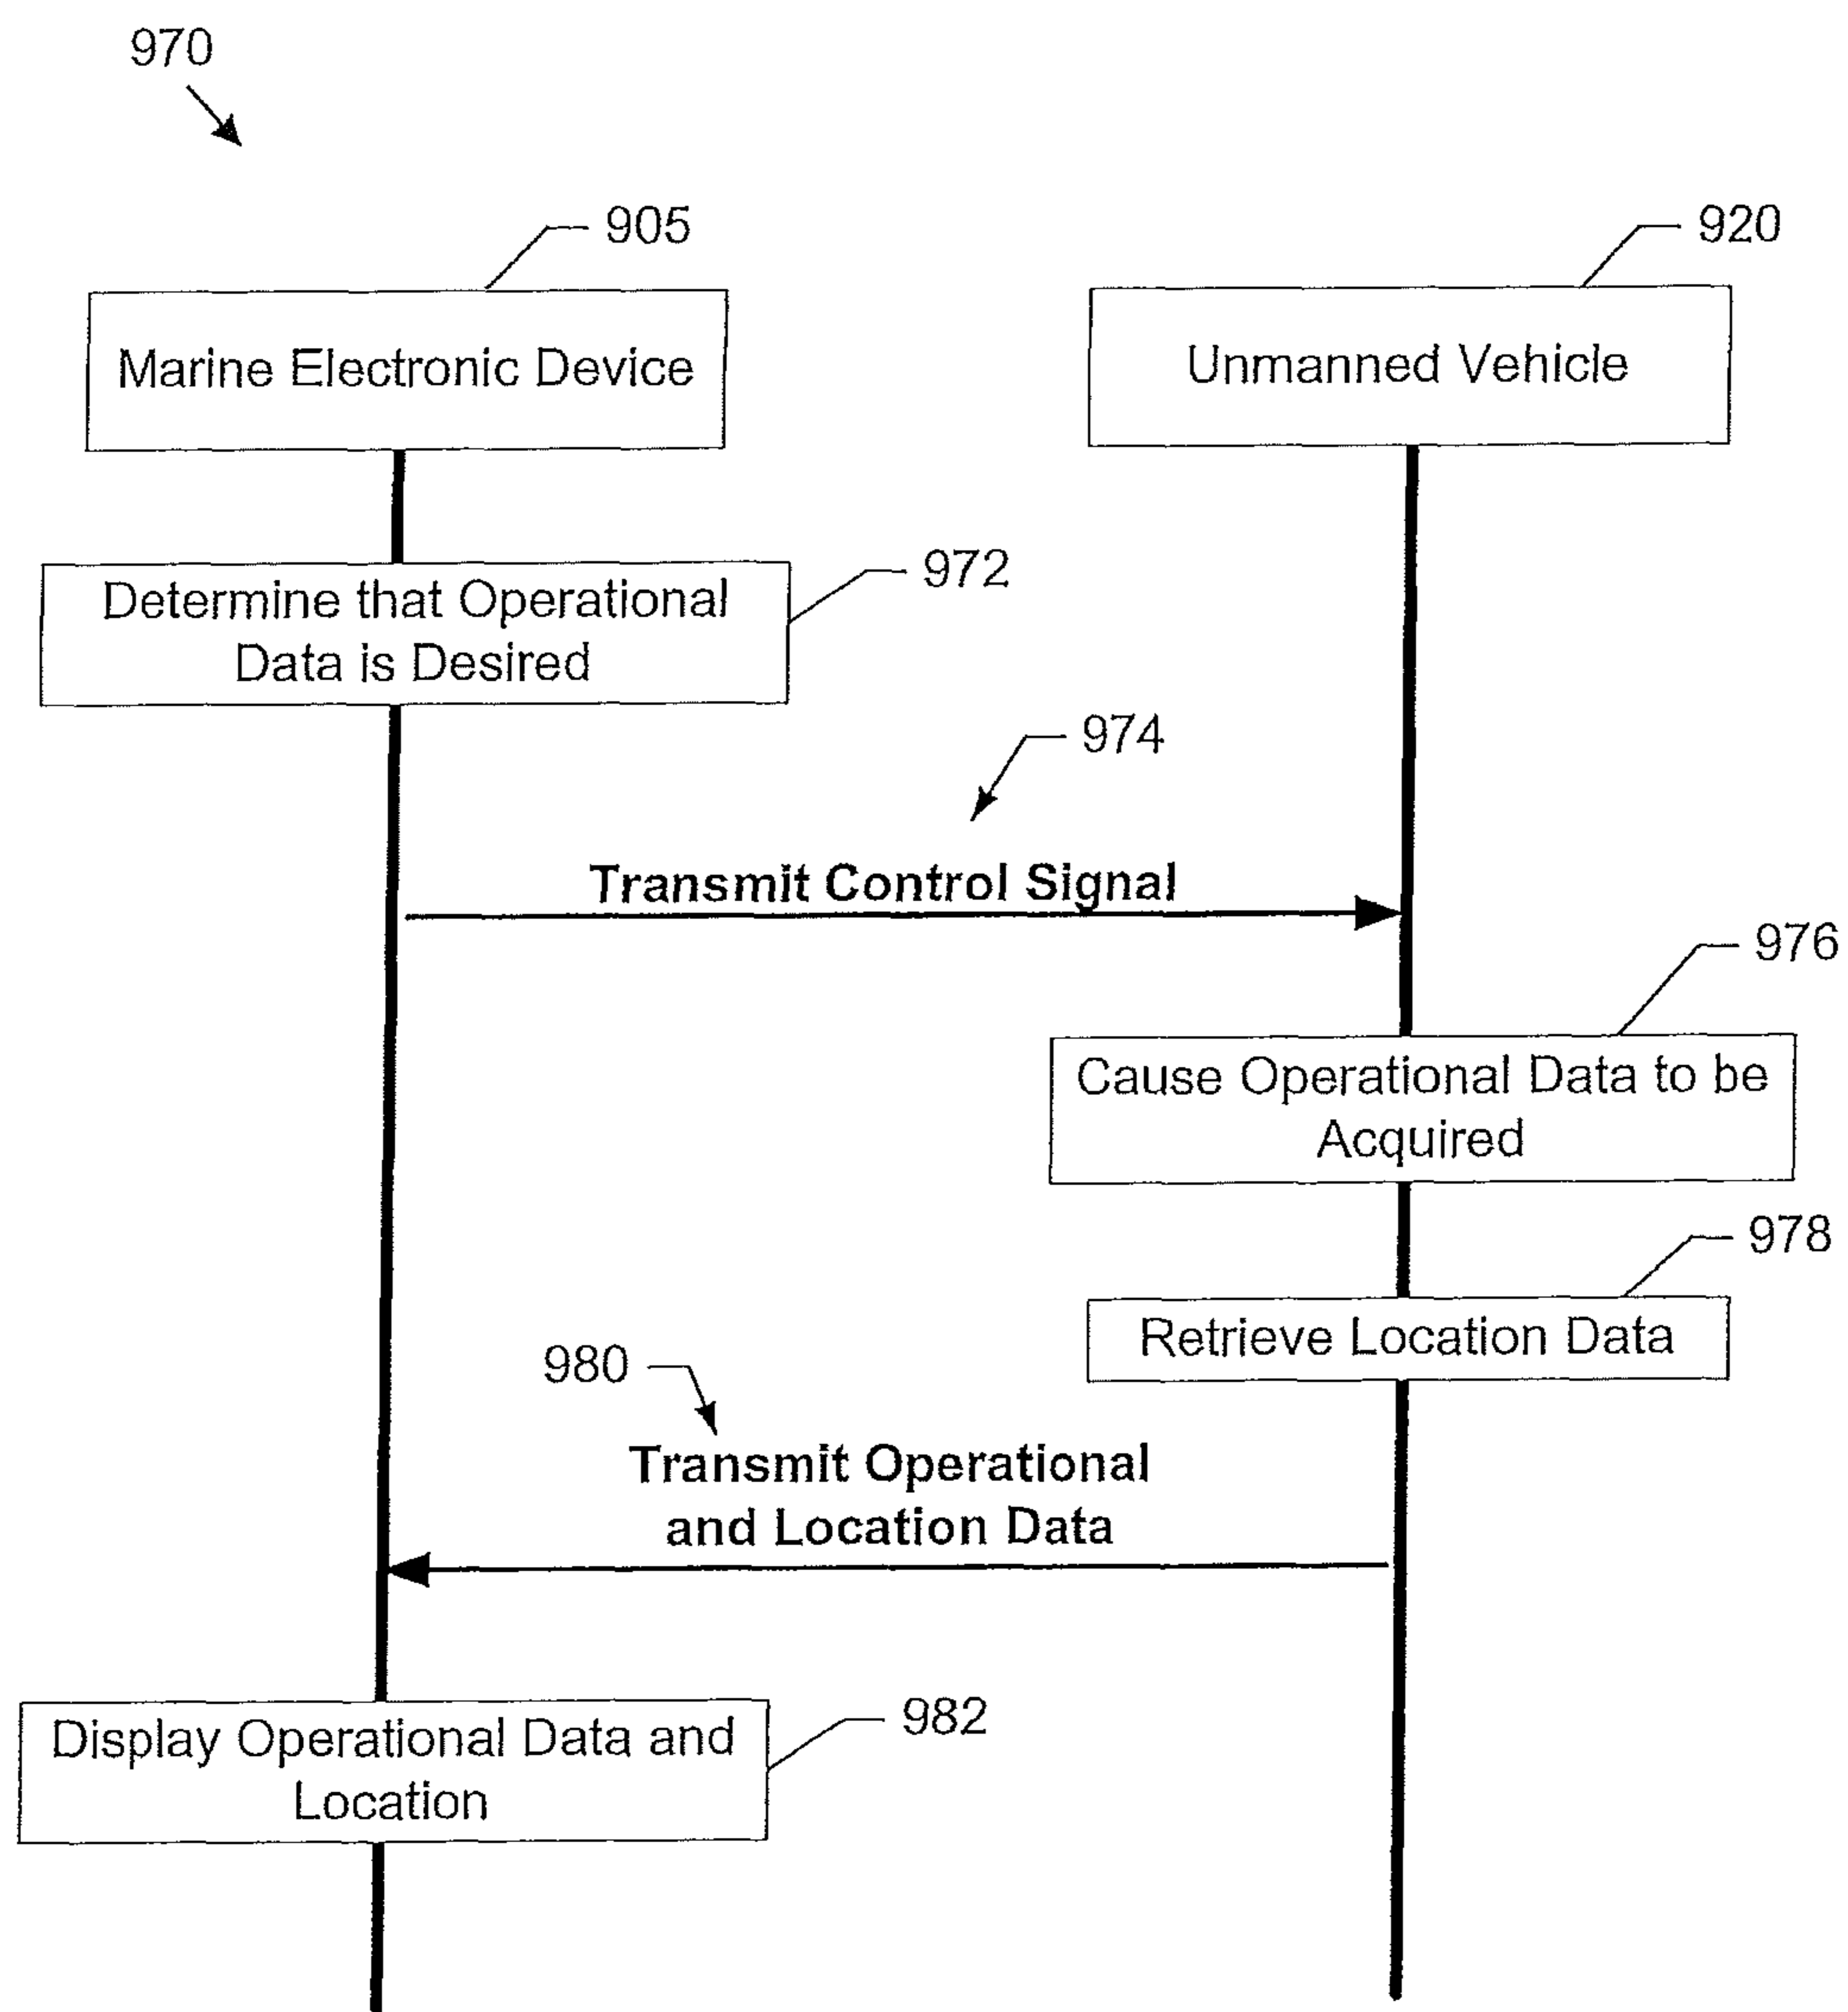 970
905
920
Marine Electronic Device
Unmanned Vehicle
972
Determine that Operational
Data is Desired
974
Transmit Control Signal
976
Cause Operational Data to be
Acquired
978
Retrieve Location Data
980
Transmit Operational
and Location Data
982
Display Operational Data and
Location